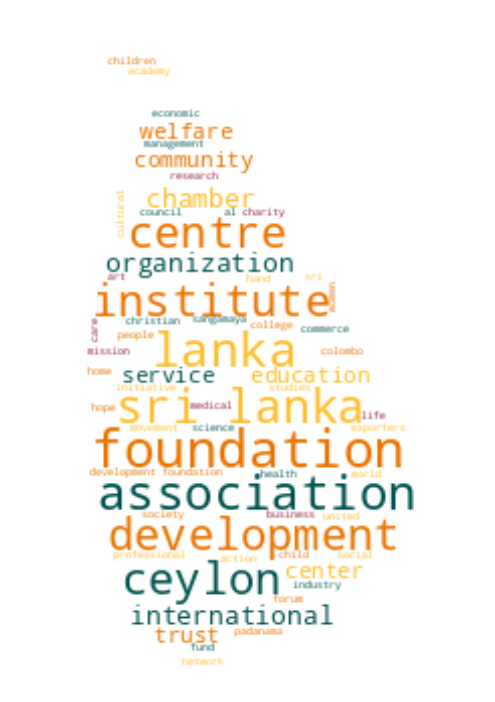 children
academy
economic
welfare
management
community
research
chamber
cultural
council al charity
centre
organization
art hand sri
institute women
christian sangamaya college commerce
care people
lanka
mission colombo
home service education
initiative studies
sri lanka
hope medical life
movement science exporters
foundation
development foundation health world
association
society business united
development
professional action child social
ceylon center
industry
forum
international
trust padanama
fund
network